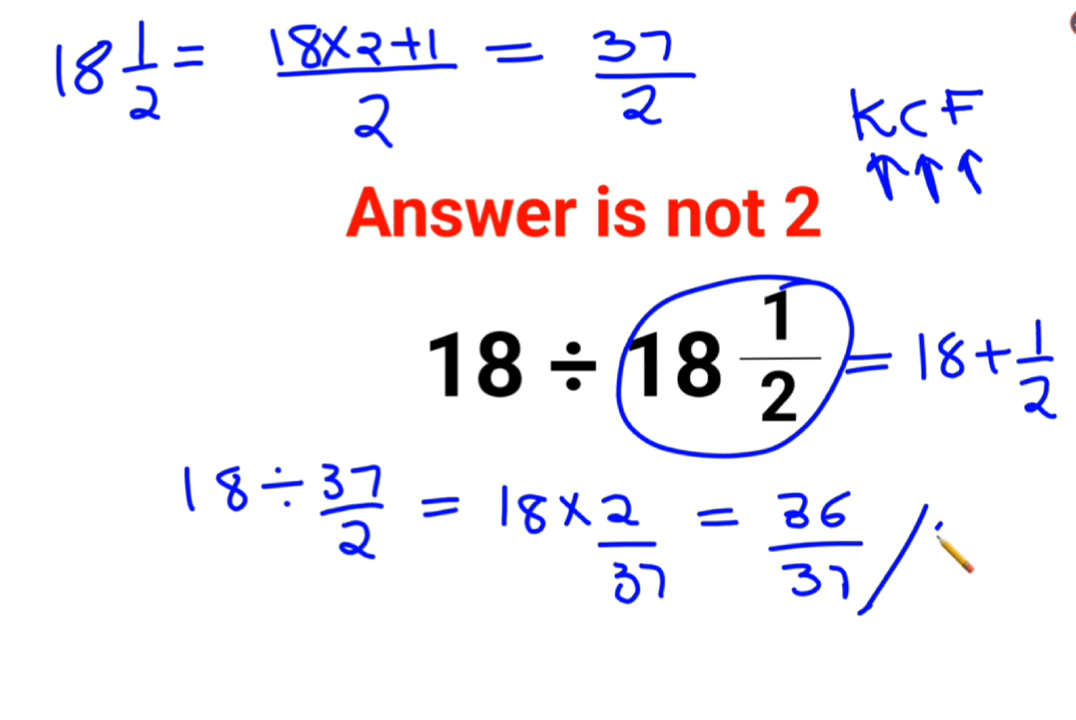 18 1/2 = (18×2+1)/2 = 37/2
KCF
↑↑↑
Answer is not 2
18 ÷ 18 1/2 = 18 + 1/2
18 ÷ 37/2 = 18 × 2/37 = 36/37